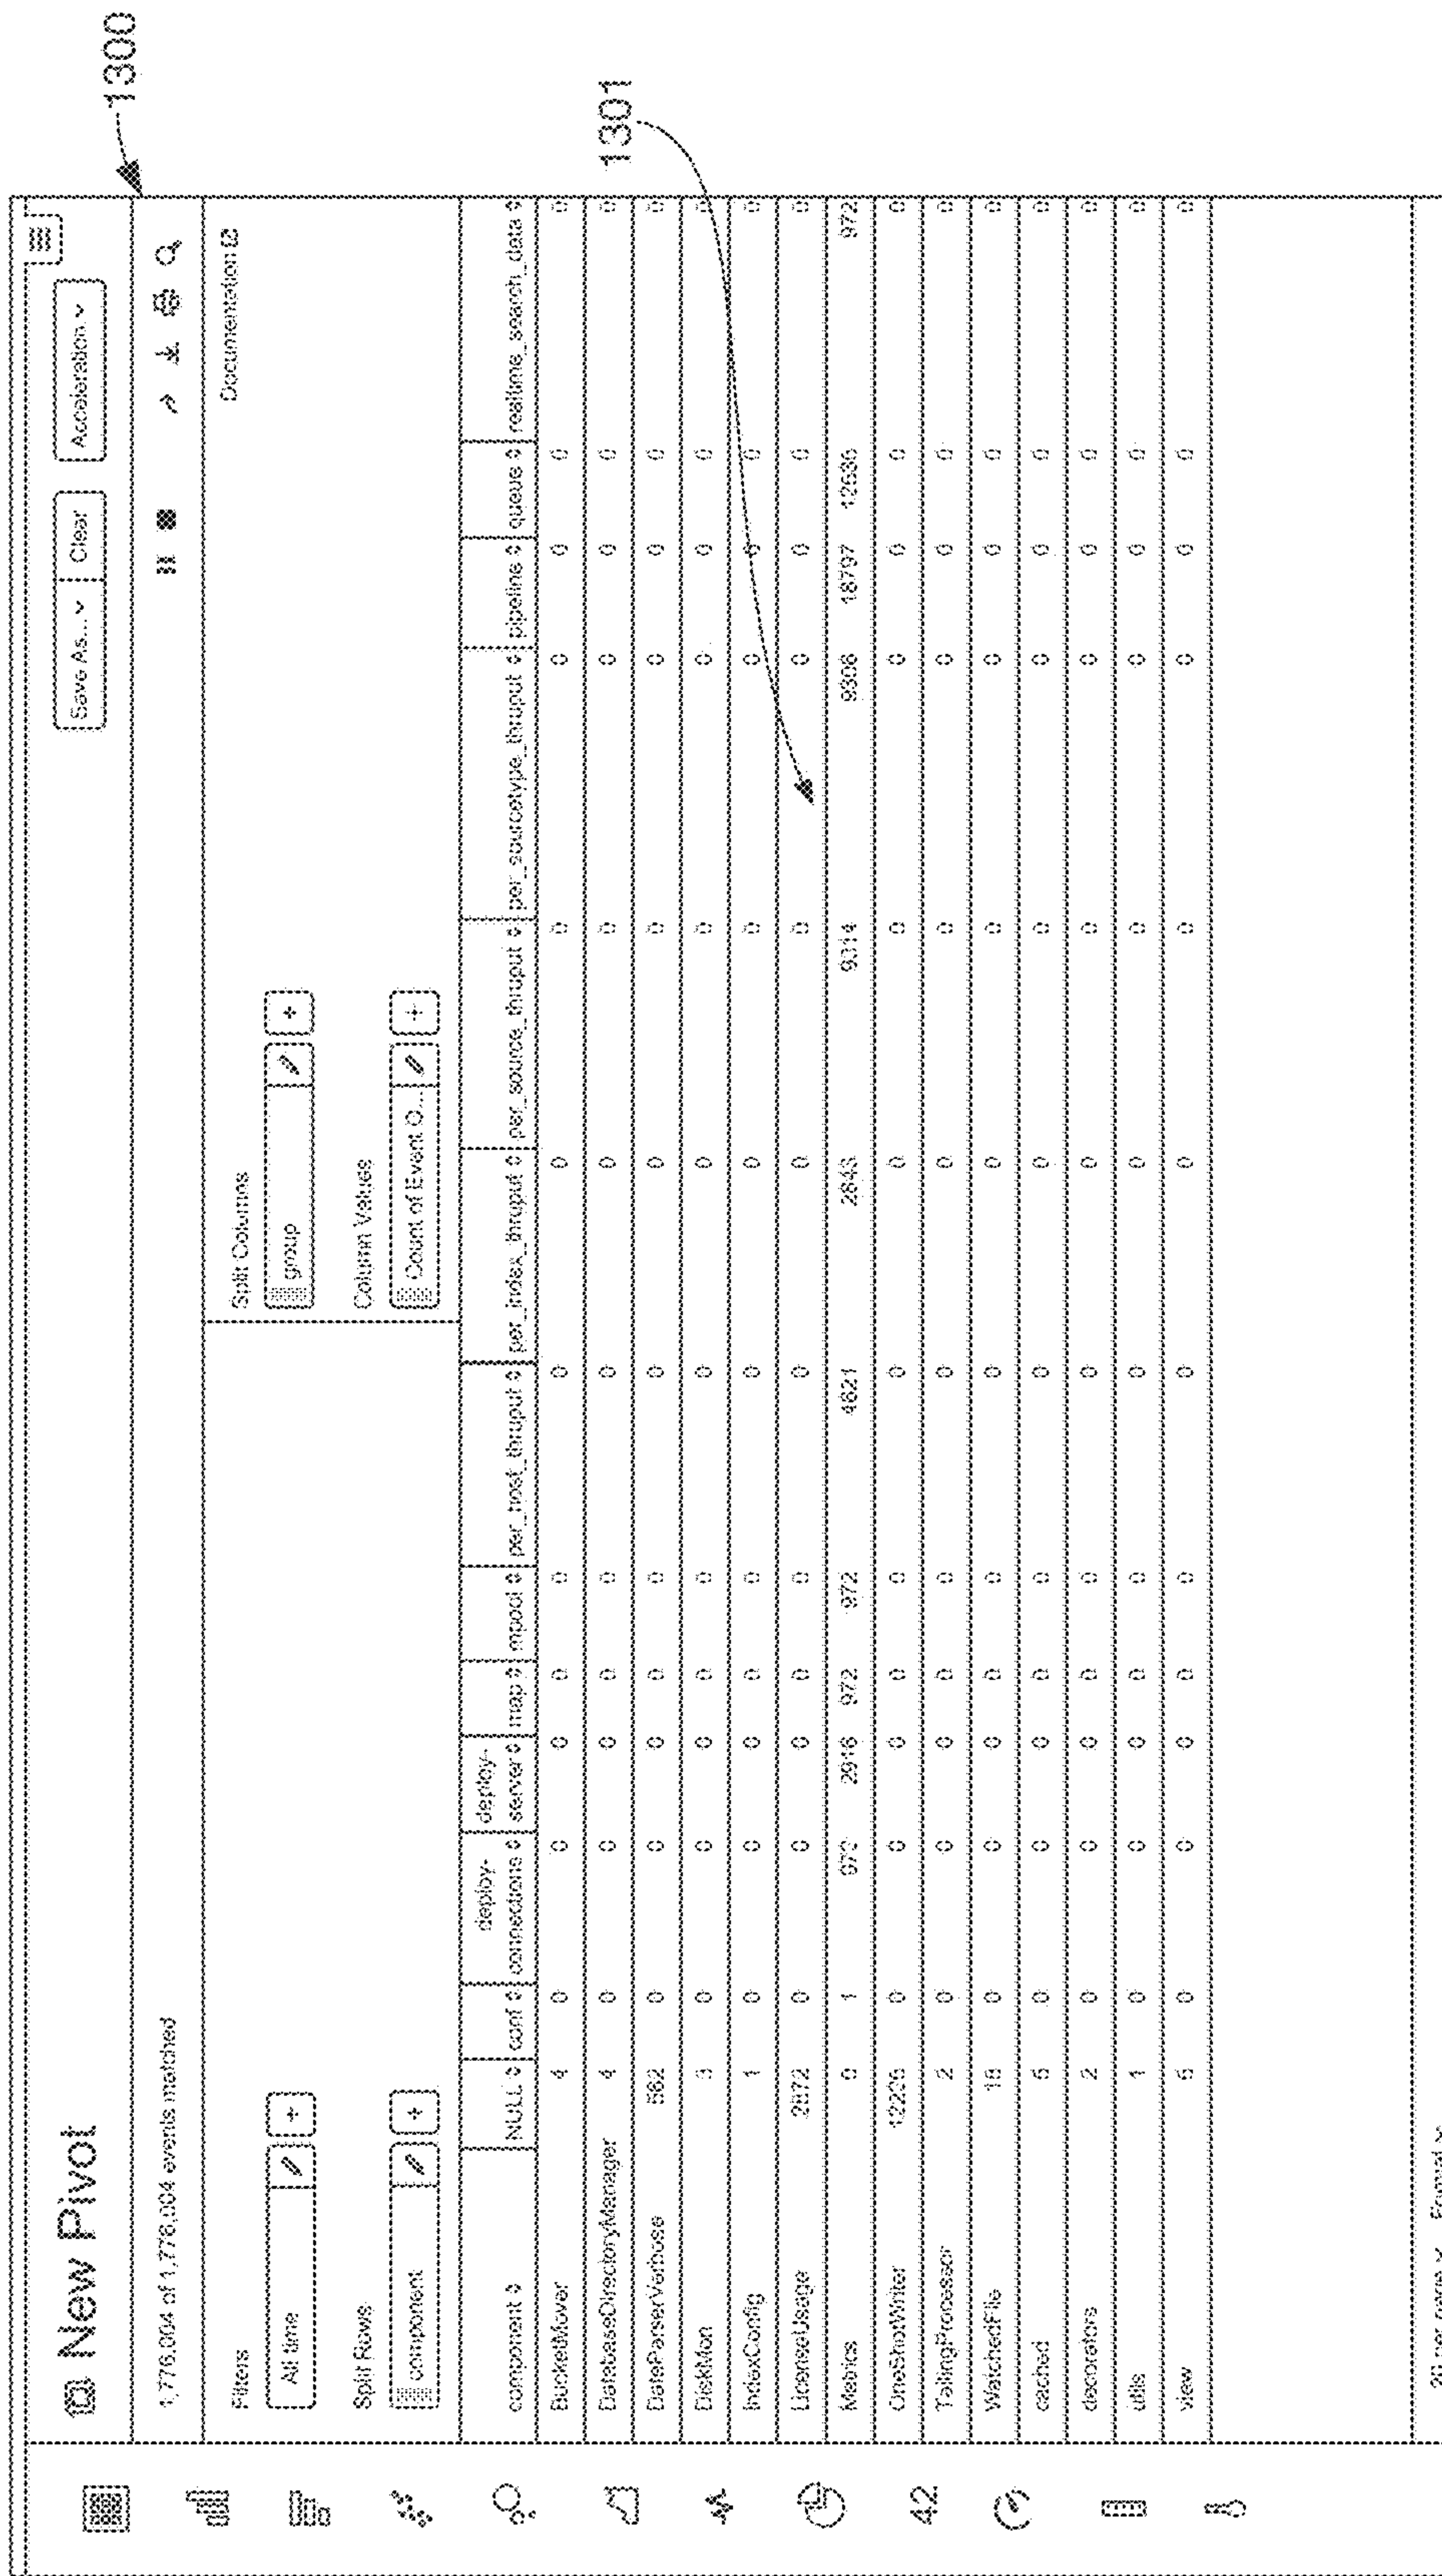 1300
1301
New Pivot
Save As... Clear Acceleration
of 1,776,004 events matched
Filters
Split Columns
Documentation
All time
group
Split Rows
Column Values
component
Count of Event O...
component NULL conf deploy-connections deploy-server map mpool per_host_thruput per_index_thruput per_source_thruput per_sourcetype_thruput pipeline queue realtime_search_data
BucketMover 4 0 0 0 0 0 0 0 0 0 0 0 0
DatabaseDirectoryManager 4 0 0 0 0 0 0 0 0 0 0 0 0
DateParserVerbose 562 0 0 0 0 0 0 0 0 0 0 0 0
DiskMon 3 0 0 0 0 0 0 0 0 0 0 0 0
IndexConfig 1 0 0 0 0 0 0 0 0 0 0 0 0
LicenseUsage 2872 0 0 0 0 0 0 0 0 0 0 0 0
Metrics 0 1 972 2916 972 972 4621 2643 9314 9306 18797 12636 972
OneShotWriter 12226 0 0 0 0 0 0 0 0 0 0 0 0
TailingProcessor 2 0 0 0 0 0 0 0 0 0 0 0 0
WatchedFile 18 0 0 0 0 0 0 0 0 0 0 0 0
cached 5 0 0 0 0 0 0 0 0 0 0 0 0
decorators 2 0 0 0 0 0 0 0 0 0 0 0 0
utils 1 0 0 0 0 0 0 0 0 0 0 0 0
view 5 0 0 0 0 0 0 0 0 0 0 0 0
42
20 per page Format